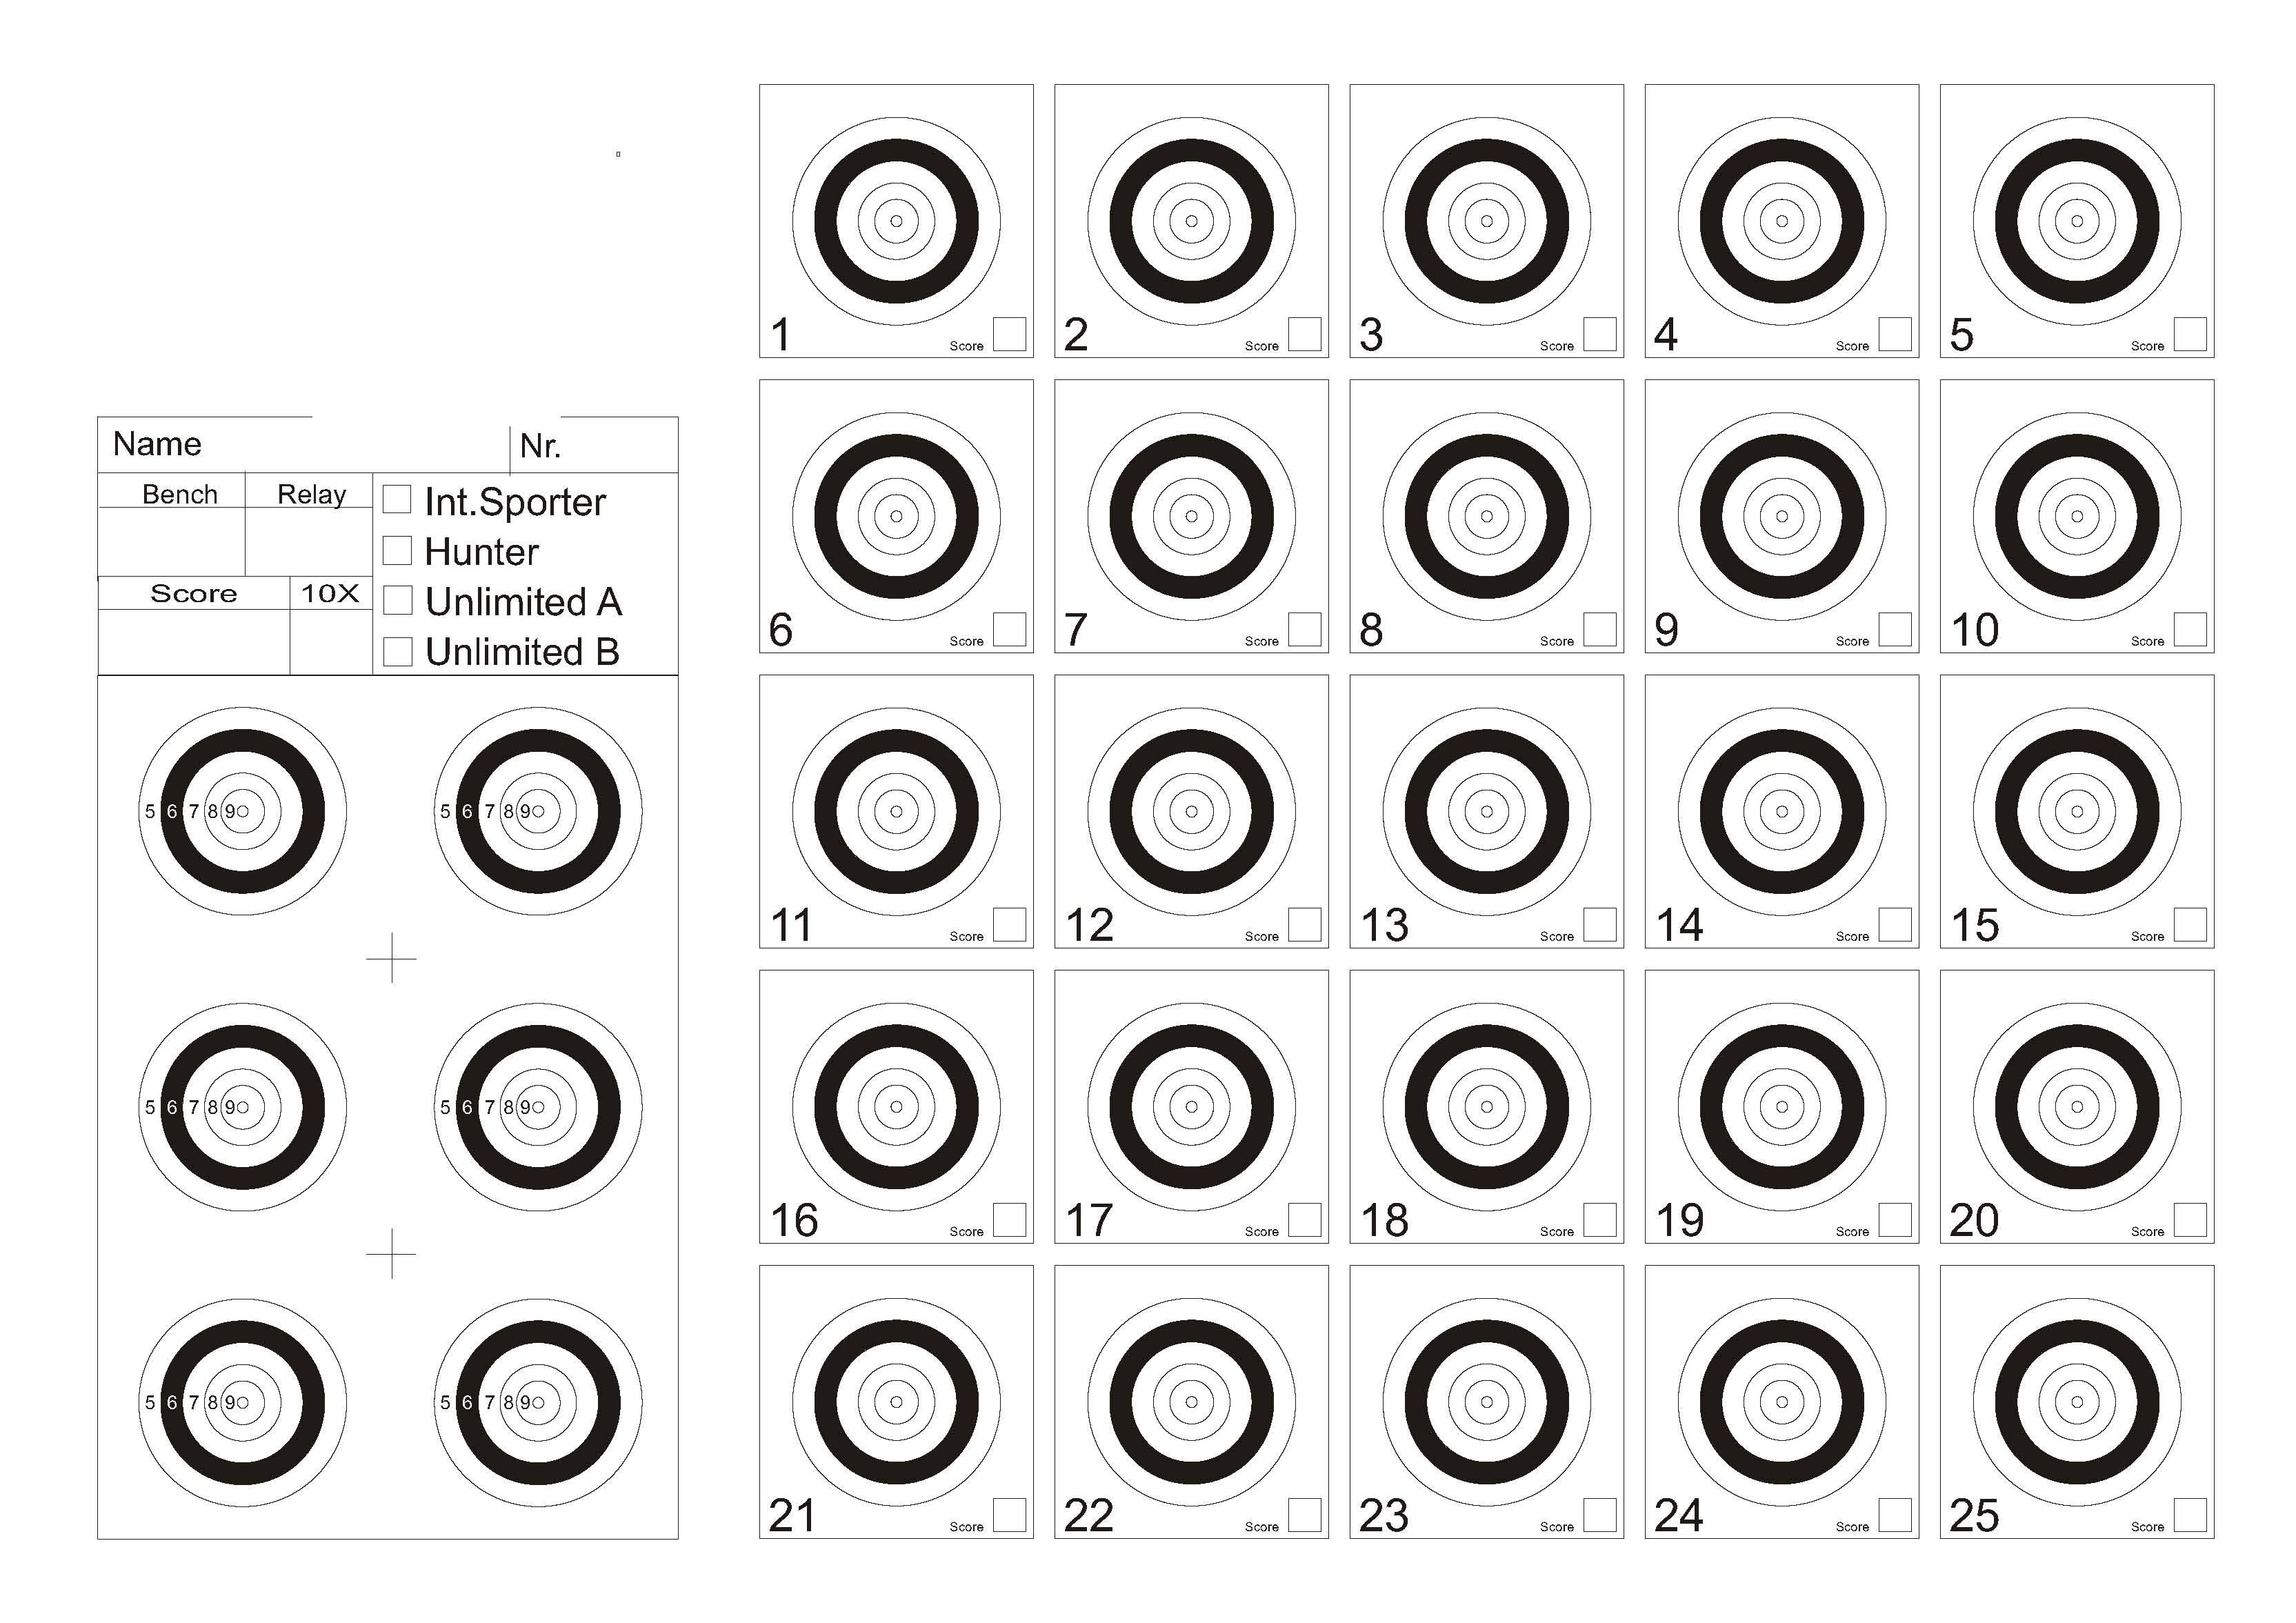 Name Nr.
Bench Relay
Int.Sporter
Hunter
Unlimited A
Unlimited B
Score 10X
5 6 7 8 9 5 6 7 8 9
5 6 7 8 9 5 6 7 8 9
5 6 7 8 9 5 6 7 8 9
1 Score 2 Score 3 Score 4 Score 5 Score
6 Score 7 Score 8 Score 9 Score 10 Score
11 Score 12 Score 13 Score 14 Score 15 Score
16 Score 17 Score 18 Score 19 Score 20 Score
21 Score 22 Score 23 Score 24 Score 25 Score